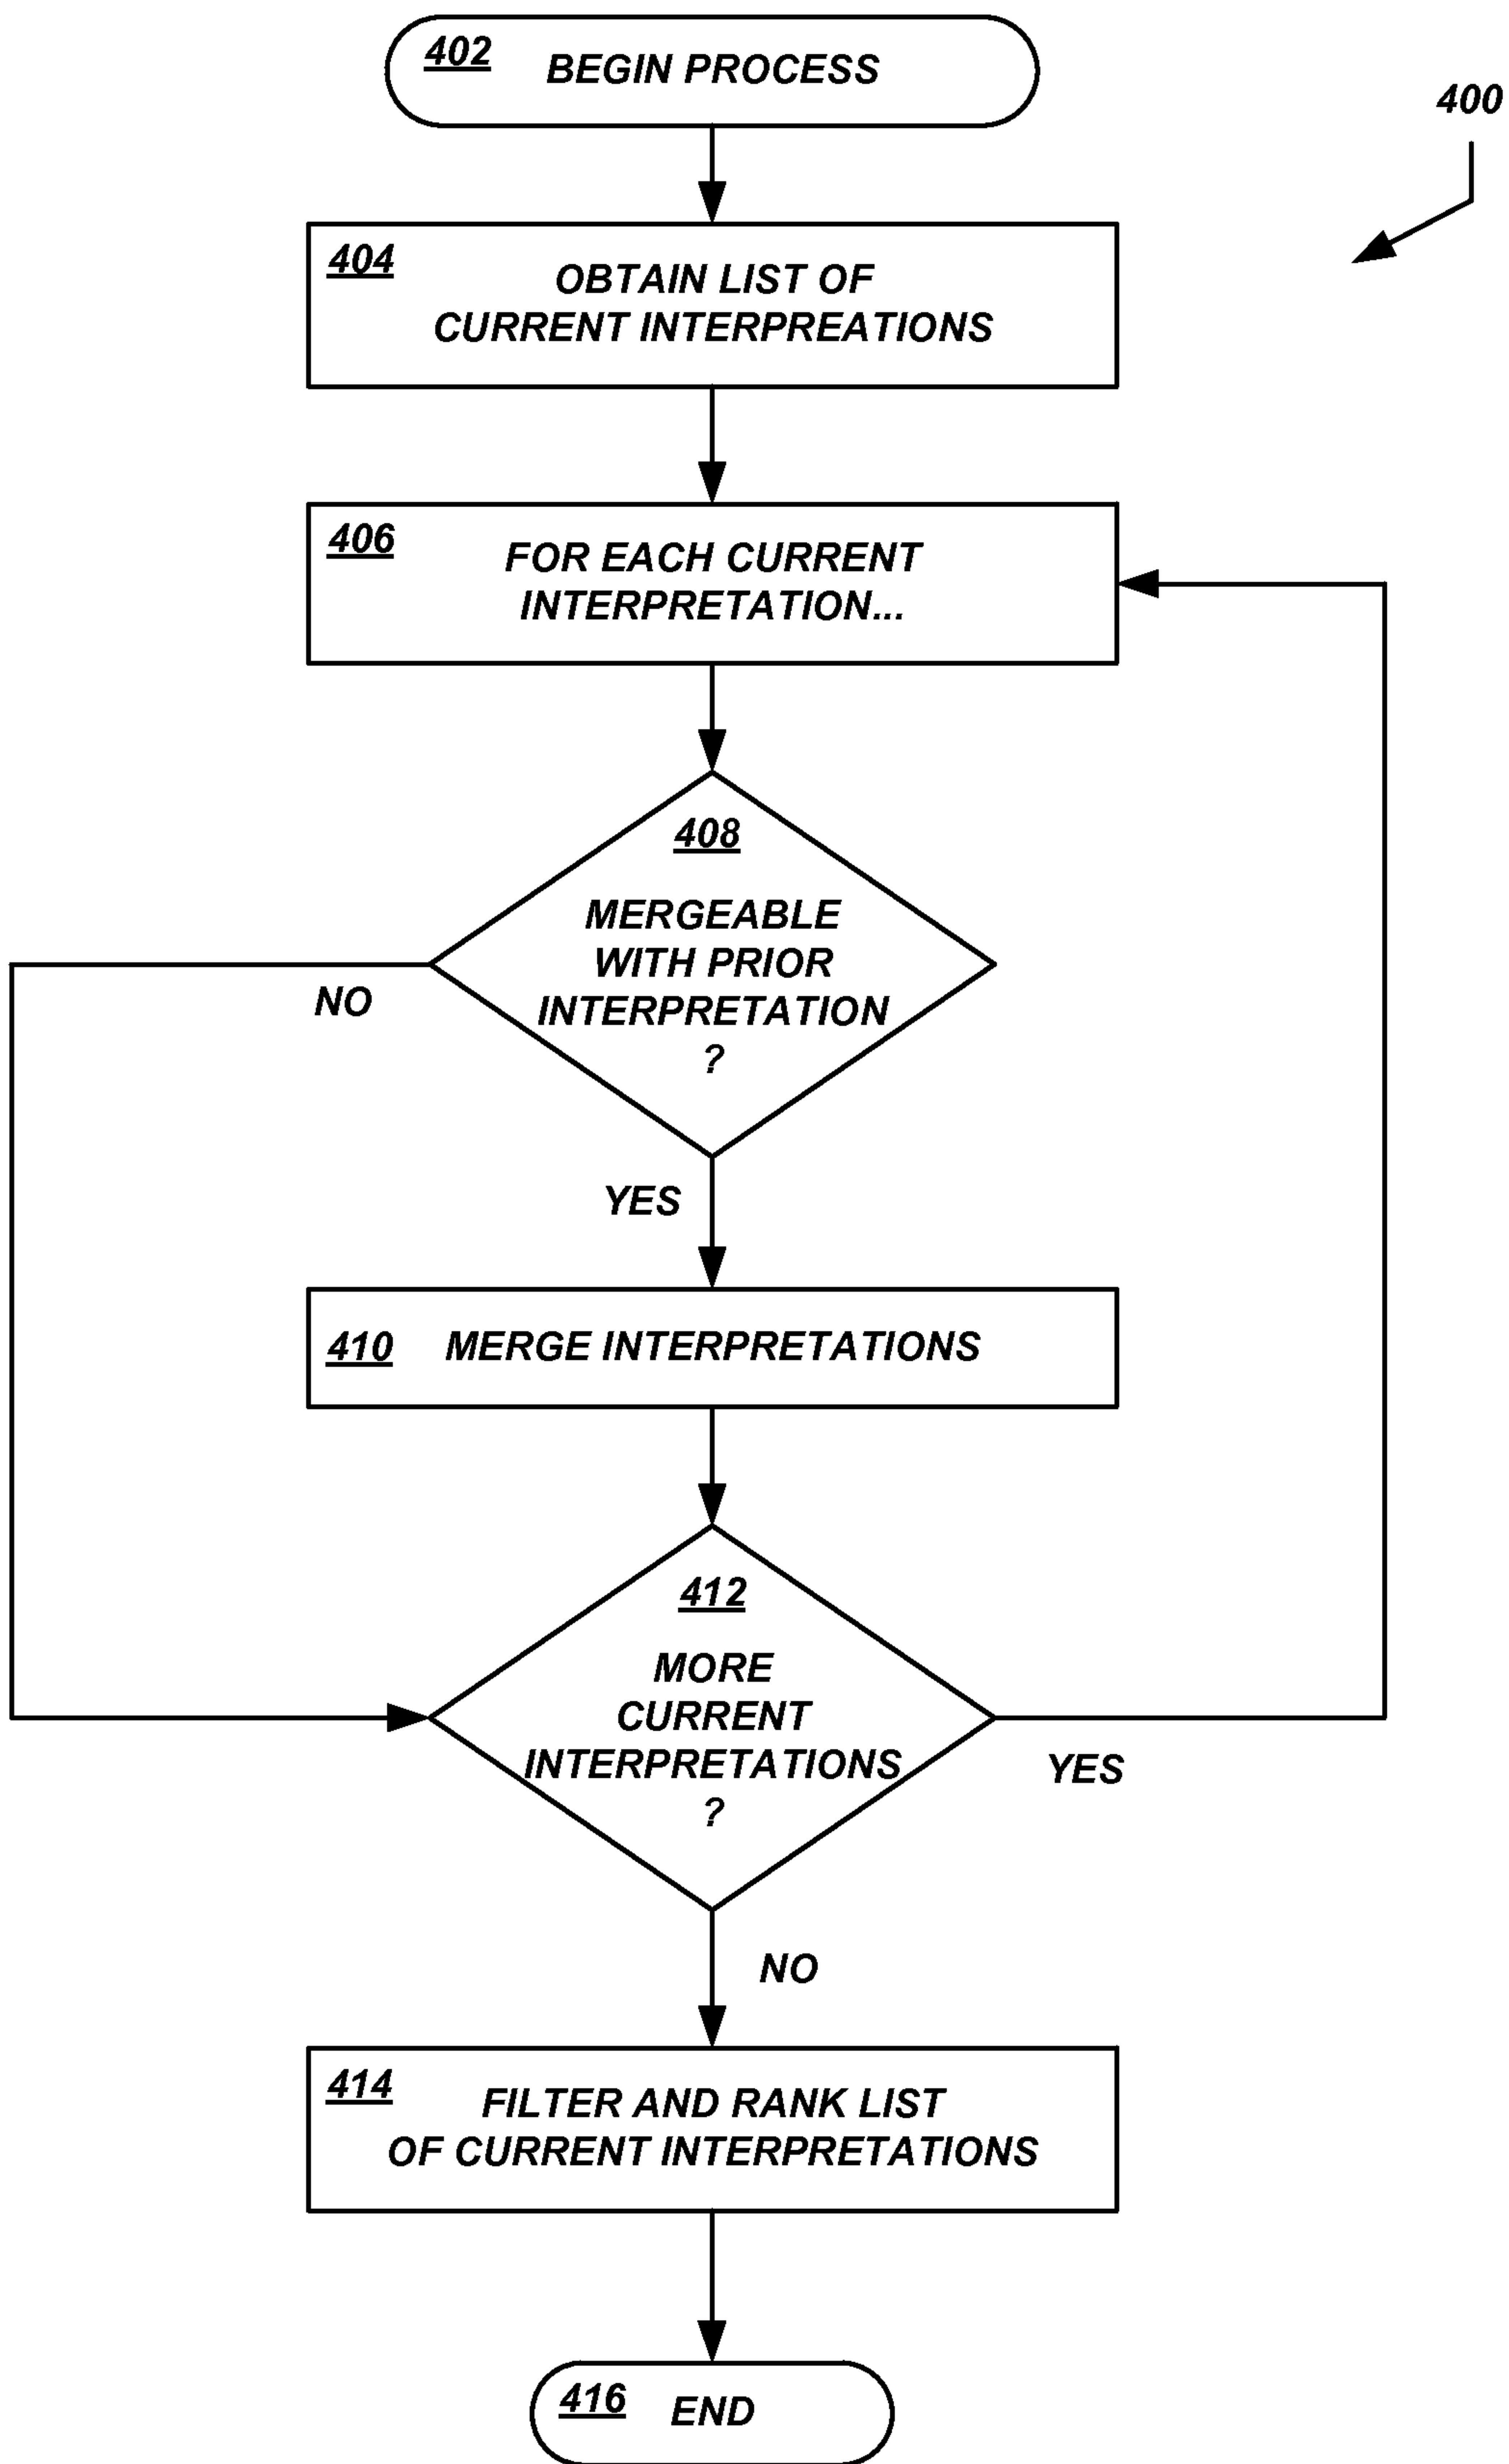 402 BEGIN PROCESS
400
404
OBTAIN LIST OF
CURRENT INTERPREATIONS
406
FOR EACH CURRENT
INTERPRETATION...
408
MERGEABLE
WITH PRIOR
INTERPRETATION
?
NO
YES
410 MERGE INTERPRETATIONS
412
MORE
CURRENT
INTERPRETATIONS
?
YES
NO
414
FILTER AND RANK LIST
OF CURRENT INTERPRETATIONS
416 END